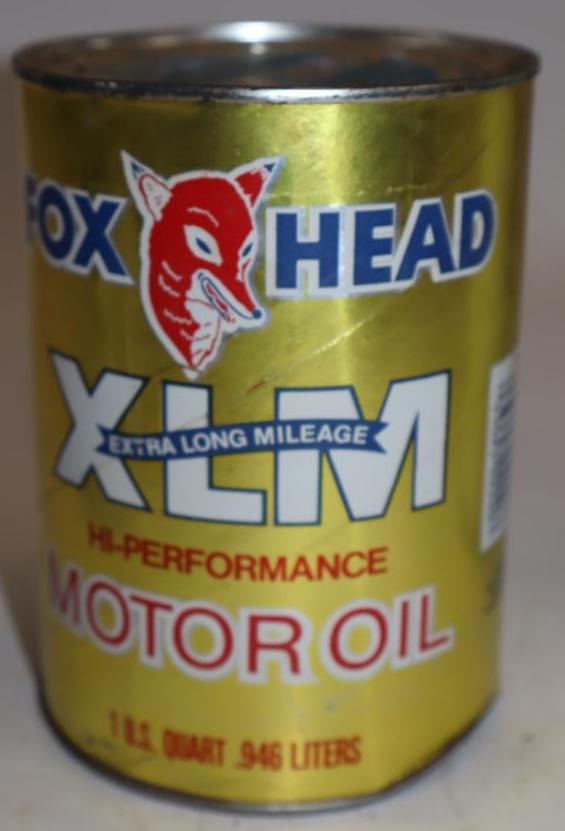 FOX HEAD
XLM
EXTRA LONG MILEAGE
HI-PERFORMANCE
MOTOR OIL
1 U.S. QUART .946 LITERS